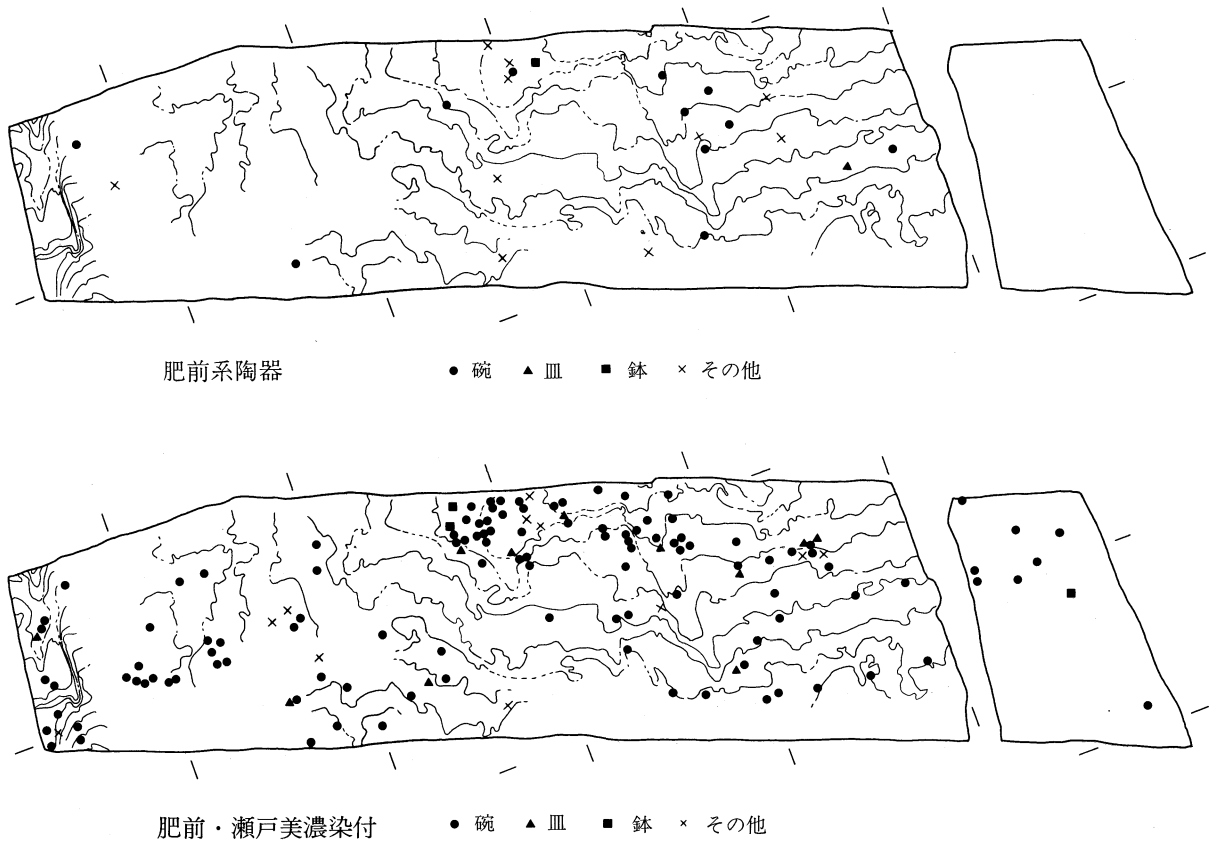 肥前系陶器 ● 碗 ▲ 皿 ■ 鉢 × その他
肥前・瀬戸美濃染付 ● 碗 ▲ 皿 ■ 鉢 × その他